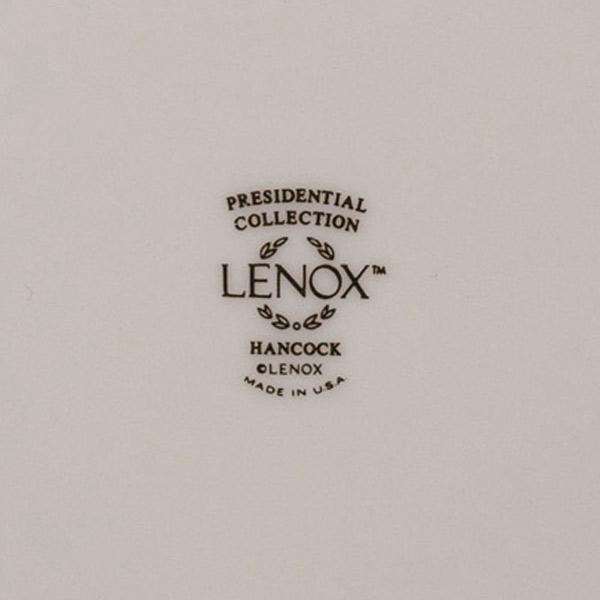 PRESIDENTIAL
COLLECTION
LENOX™
HANCOCK
©LENOX
MADE IN U.S.A.